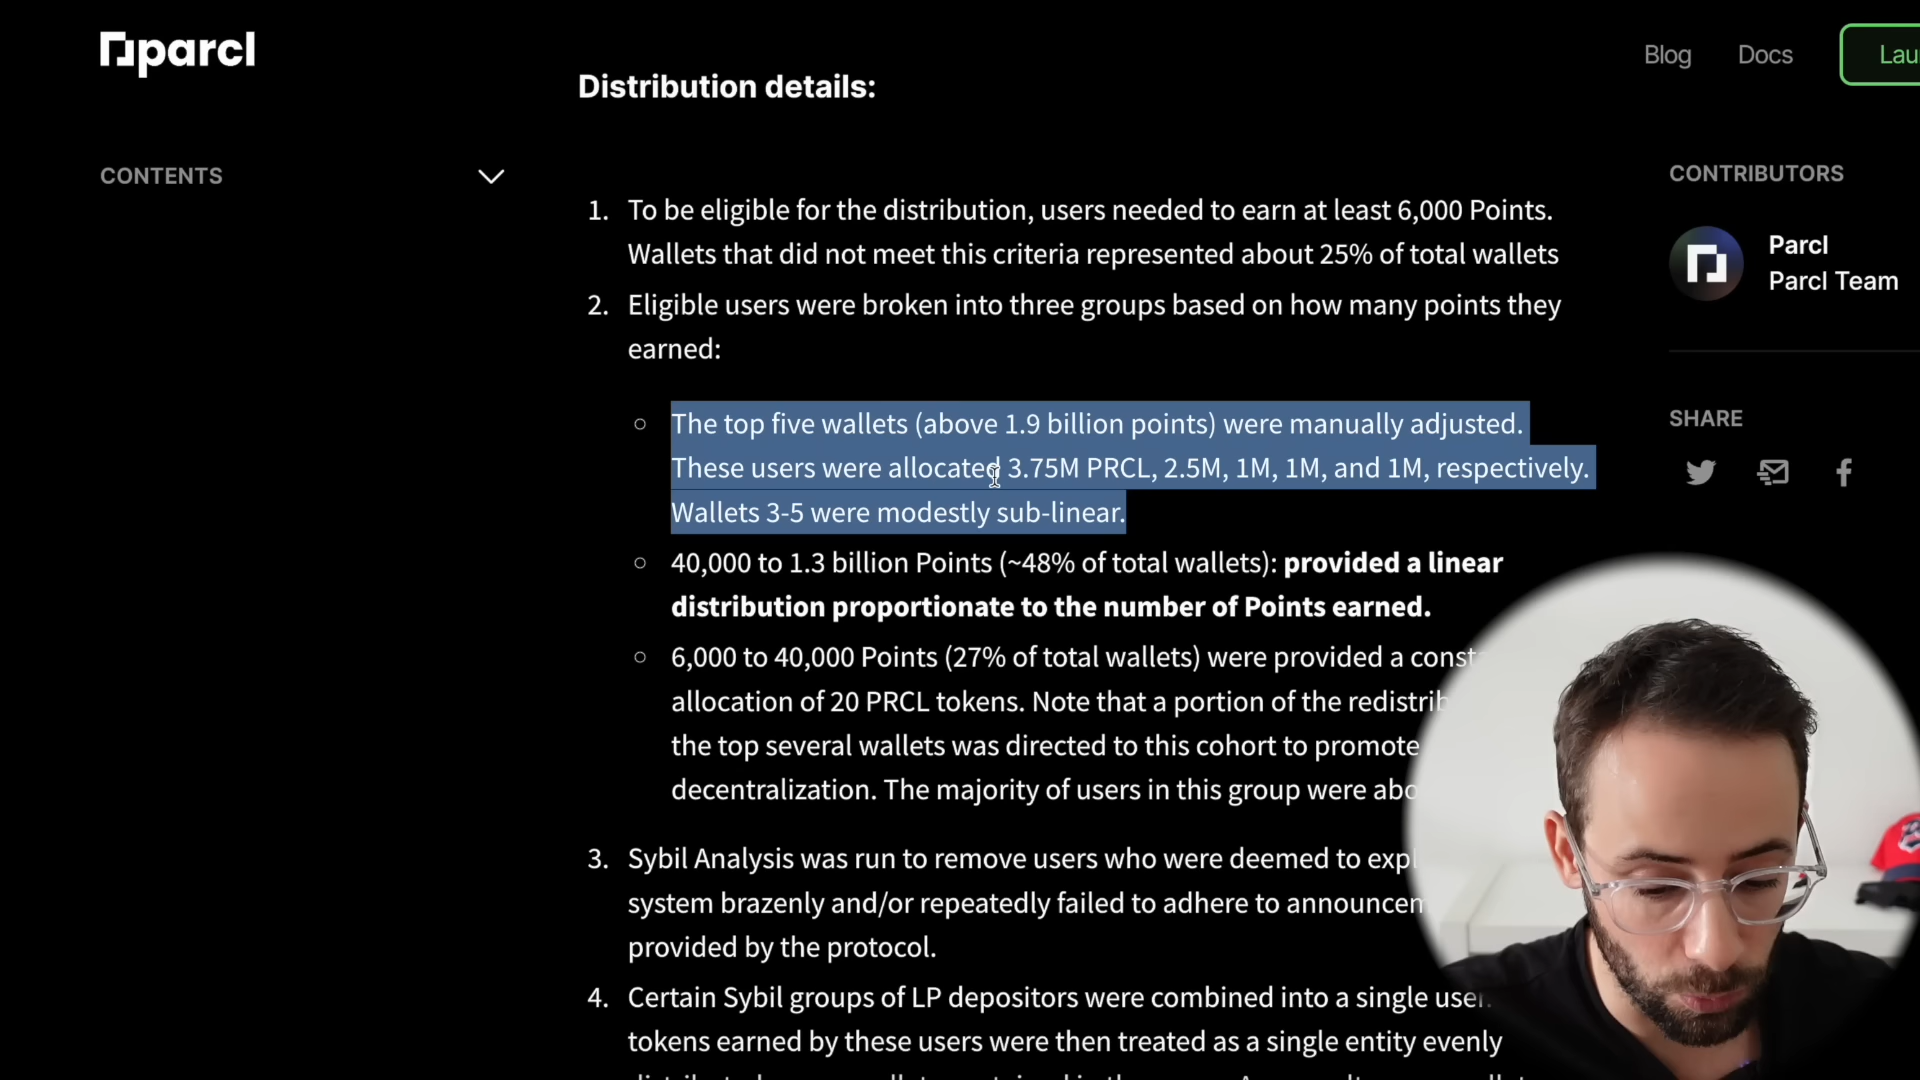 parcl
Blog
Docs
Distribution details:
CONTENTS
1. To be eligible for the distribution, users needed to earn at least 6,000 Points.
Wallets that did not meet this criteria represented about 25% of total wallets
2. Eligible users were broken into three groups based on how many points they
earned:
The top five wallets (above 1.9 billion points) were manually adjusted.
These users were allocated 3.75M PRCL, 2.5M, 1M, 1M, and 1M, respectively.
Wallets 3-5 were modestly sub-linear.
40,000 to 1.3 billion Points (~48% of total wallets): provided a linear
distribution proportionate to the number of Points earned.
6,000 to 40,000 Points (27% of total wallets) were provided a
allocation of 20 PRCL tokens. Note that a portion of the
the top several wallets was directed to this cohort to promote
decentralization. The majority of users in this group were
3. Sybil Analysis was run to remove users who were deemed to
system brazenly and/or repeatedly failed to adhere to
provided by the protocol.
4. Certain Sybil groups of LP depositors were combined into a single
tokens earned by these users were then treated as a single entity evenly
CONTRIBUTORS
Parcl
Parcl Team
SHARE